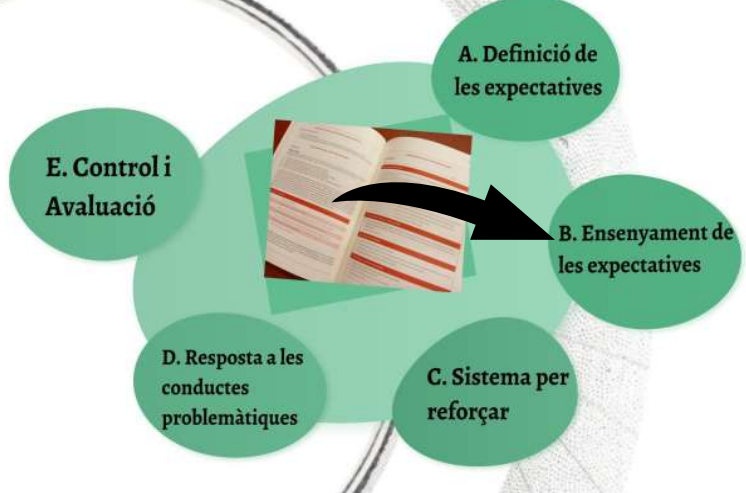 A. Definició de
les expectatives
B. Ensenyament de
les expectatives
C. Sistema per
reforçar
D. Resposta a les
conductes
problemàtiques
E. Control i
Avaluació